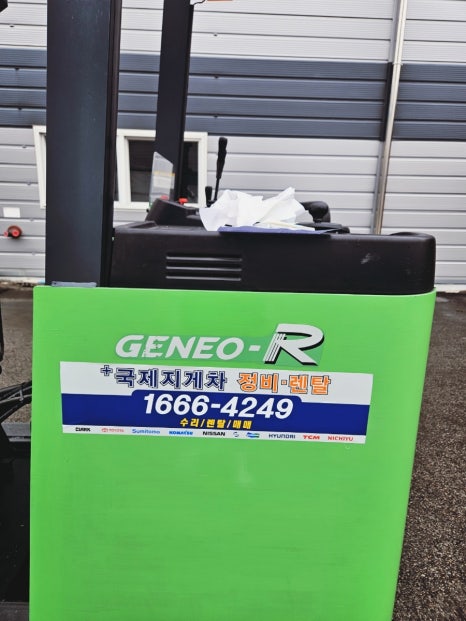 GENEO-R
+국제지게차 정비·렌탈
1666-4249
수리/렌탈/매매
CLARK TOYOTA Sumitomo KOMATSU NISSAN HYUNDAI TCM NICHIYU